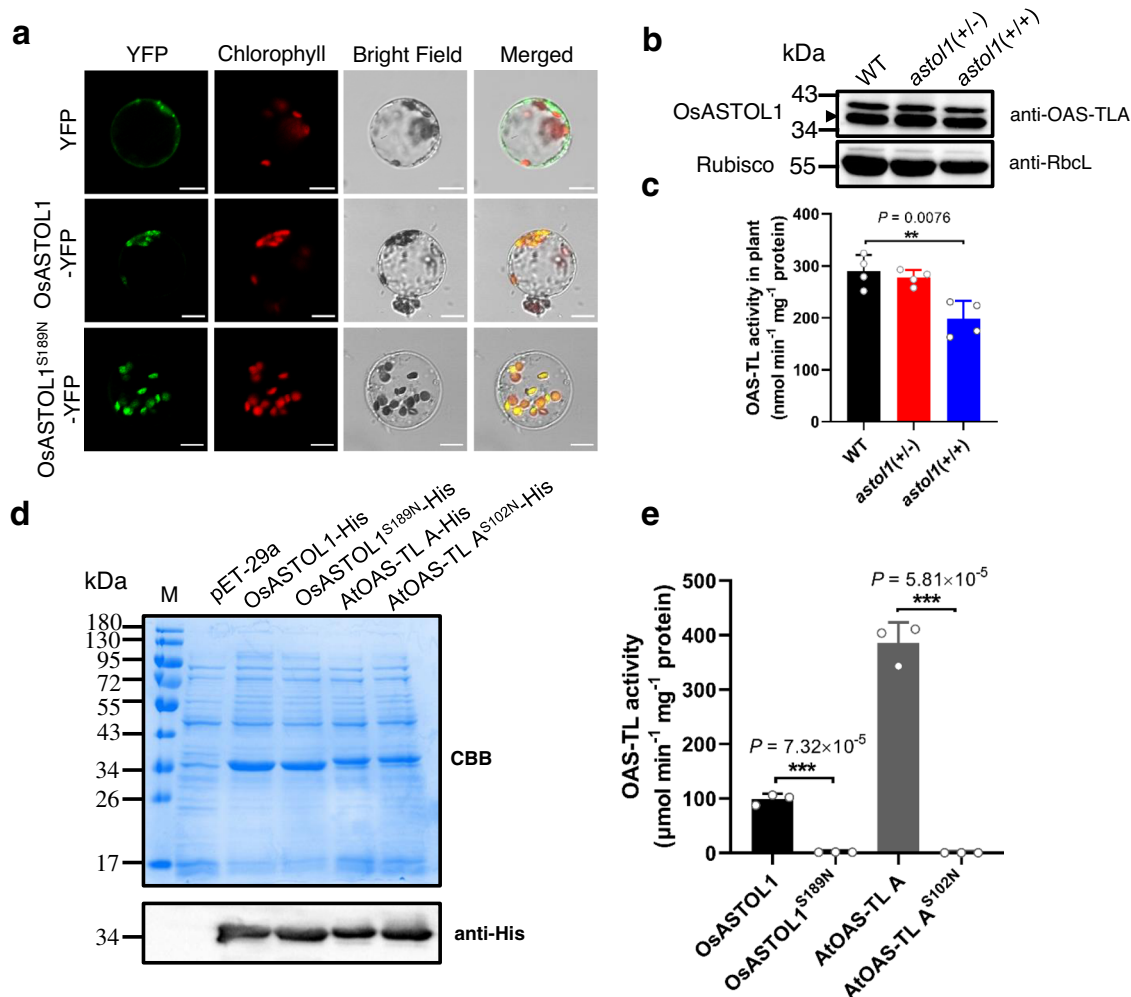 a
YFP Chlorophyll Bright Field Merged
YFP
OsASTOL1
-YFP
OsASTOL1S189N
-YFP
b
kDa
WT
astol1(+/-)
astol1(+/+)
OsASTOL1
43
34
anti-OAS-TLA
Rubisco
55
anti-RbcL
c
OAS-TL activity in plant
(nmol min-1 mg-1 protein)
400
300
200
100
0
P = 0.0076
**
WT
astol1(+/-)
astol1(+/+)
d
kDa
M
pET-29a
OsASTOL1-His
OsASTOL1S189N-His
AtOAS-TL A-His
AtOAS-TL AS102N-His
180
130
95
72
55
43
34
26
17
CBB
34
anti-His
e
OAS-TL activity
(μmol min-1 mg-1 protein)
500
400
300
200
100
0
P = 7.32×10-5
***
P = 5.81×10-5
***
OsASTOL1
OsASTOL1S189N
AtOAS-TL A
AtOAS-TL AS102N